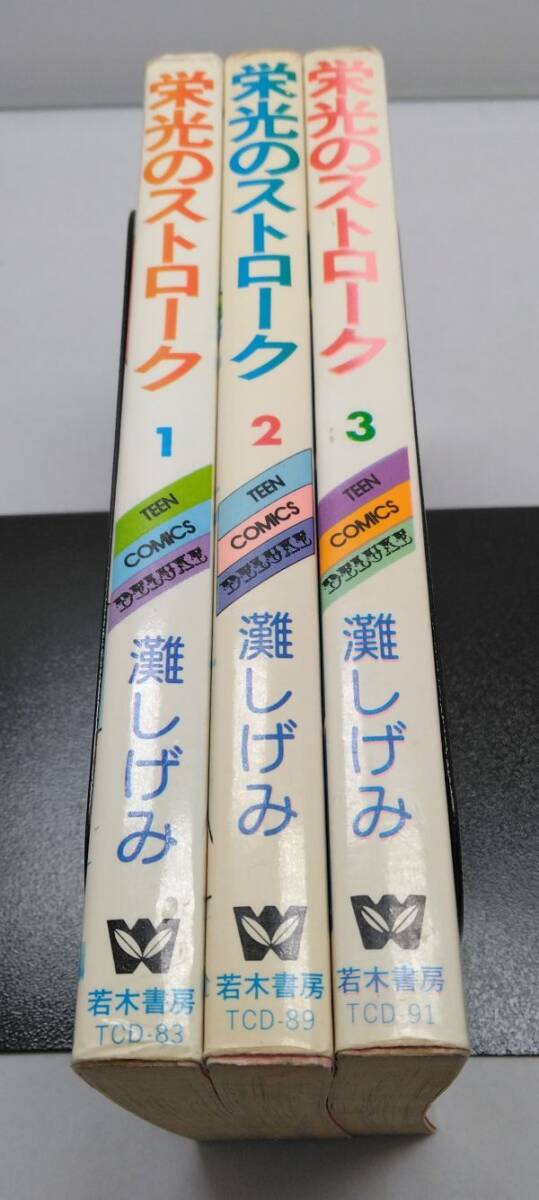 栄光のストローク
1
TEEN
COMICS
DELUXE
灘しげみ
若木書房
TCD-83
栄光のストローク
2
TEEN
COMICS
DELUXE
灘しげみ
若木書房
TCD-89
栄光のストローク
3
TEEN
COMICS
DELUXE
灘しげみ
若木書房
TCD-91